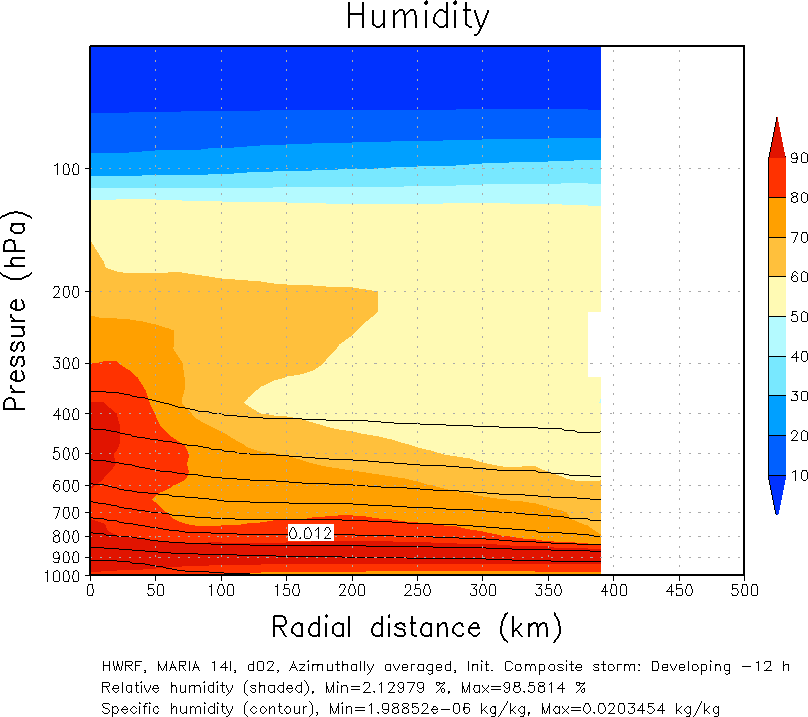 Humidity
Pressure (hPa)
100
200
300
400
500
600
700
800
900
1000
0.012
0 50 100 150 200 250 300 350 400 450 500
Radial distance (km)
90
80
70
60
50
40
30
20
10
HWRF, MARIA 14I, d02, Azimuthally averaged, Init. Composite storm: Developing -12 h
Relative humidity (shaded), Min=2.12979 %, Max=98.5814 %
Specific humidity (contour), Min=1.98852e-06 kg/kg, Max=0.0203454 kg/kg